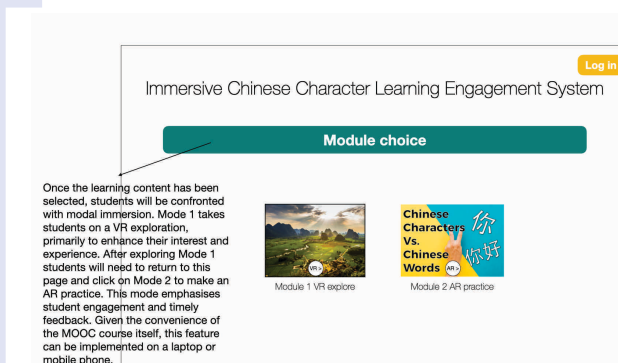 Log in
Immersive Chinese Character Learning Engagement System
Module choice
Once the learning content has been
selected, students will be confronted
with modal immersion. Mode 1 takes
students on a VR exploration,
primarily to enhance their interest and
experience. After exploring Mode 1
students will need to return to this
page and click on Mode 2 to make an
AR practice. This mode emphasises
student engagement and timely
feedback. Given the convenience of
the MOOC course itself, this feature
can be implemented on a laptop or
mobile phone.
VR >
Module 1 VR explore
Chinese
Characters
Vs.
Chinese
Words
你
你好
AR >
Module 2 AR practice